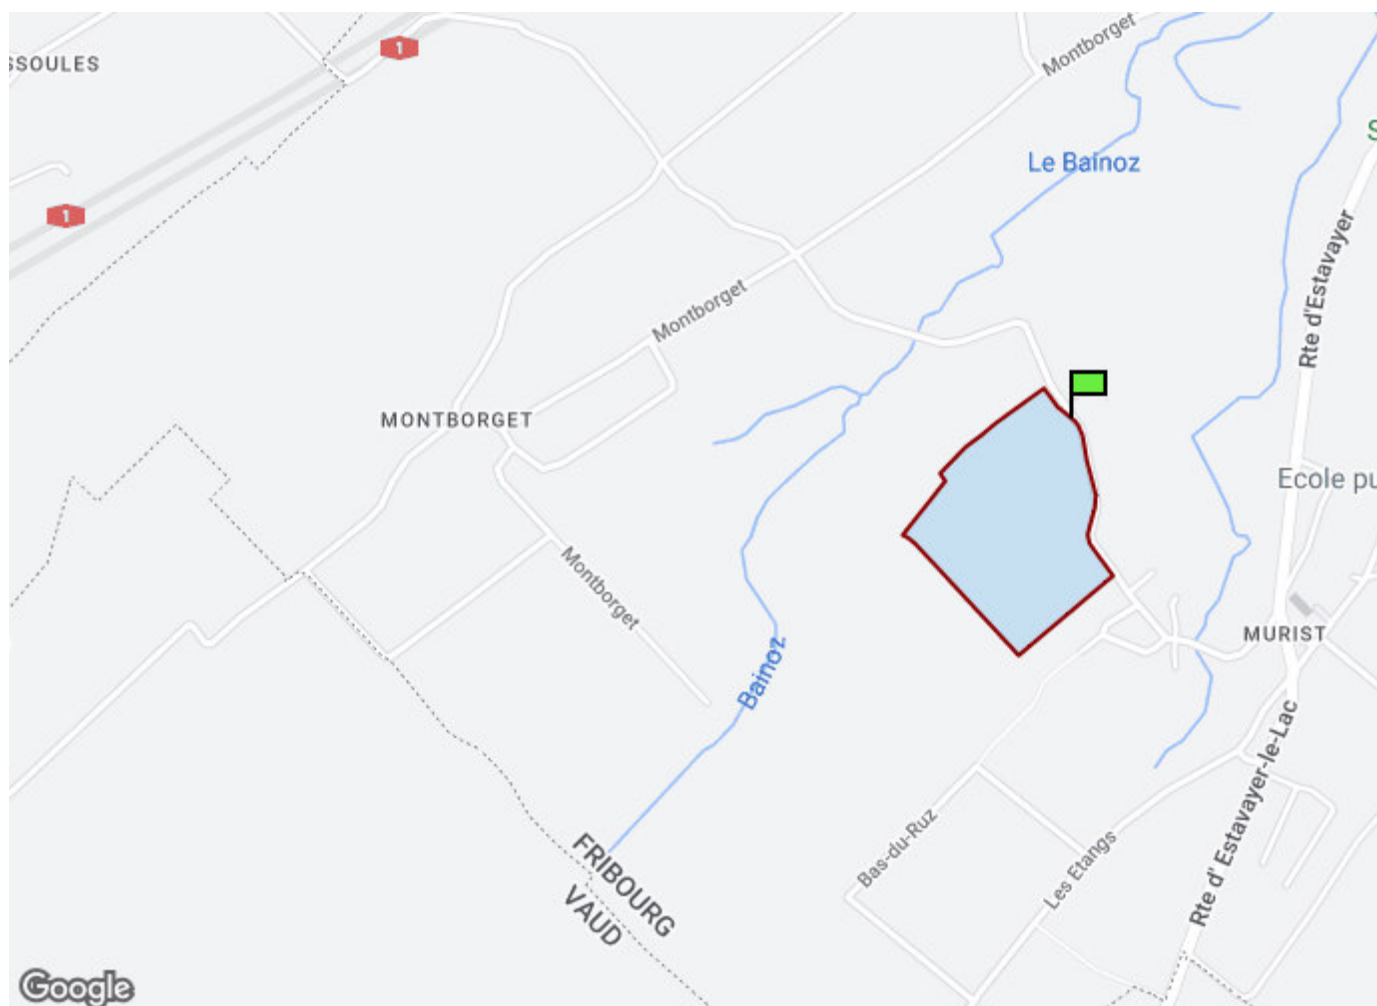 1
SSOULES
Montborget
S
Le Bainoz
1
Rte d'Estavayer
Montborget
MONTBORGET
Ecole pu
Montborget
MURIST
Bainoz
Rte d' Estavayer-le-Lac
Bas-du-Ruz
Les Etangs
FRIBOURG
VAUD
Google